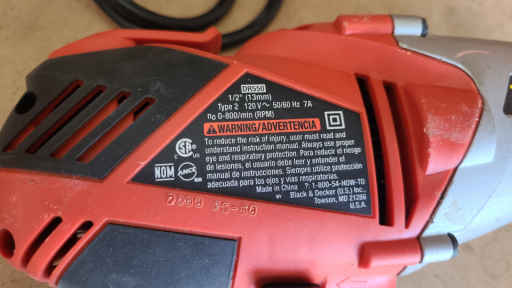 DR550
1/2" (13mm)
Type 2 120 V~ 50/60 Hz 7A
no 0-800/min (RPM)
WARNING/ADVERTENCIA
To reduce the risk of injury, user must read and
understand instruction manual. Always use proper
eye and respiratory protection. Para reducir el riesgo
de lesiones, el usuario debe leer y entender el
manual de instrucciones. Siempre utilice protección
adecuada para los ojos y vías respiratorias.
Made in China ?: 1-800-54-HOW-TO
Black & Decker (U.S.) Inc.,
Towson, MD 21286
U.S.A.
NOM
ANCE